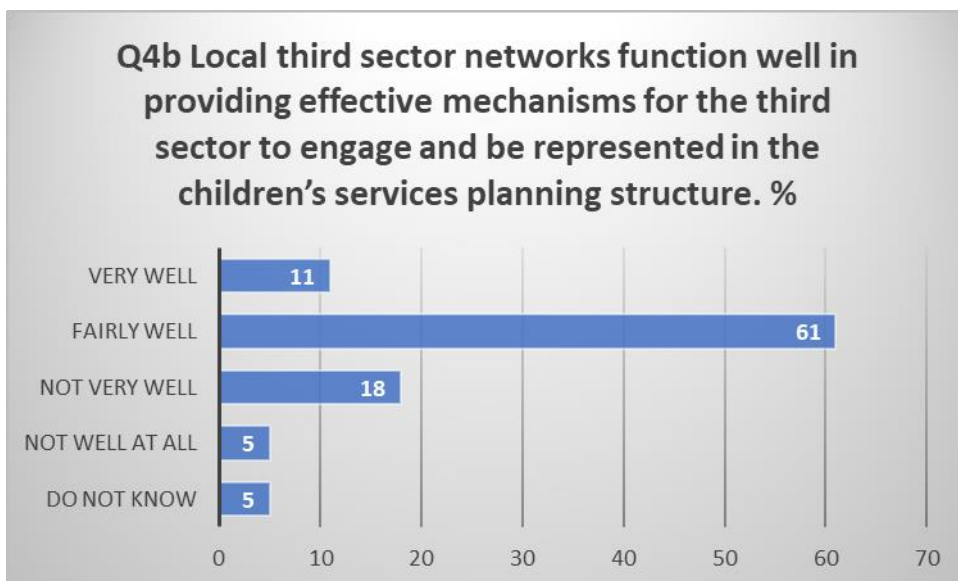 Q4b Local third sector networks function well in
providing effective mechanisms for the third
sector to engage and be represented in the
children’s services planning structure. %
VERY WELL 11
FAIRLY WELL 61
NOT VERY WELL 18
NOT WELL AT ALL 5
DO NOT KNOW 5
0 10 20 30 40 50 60 70